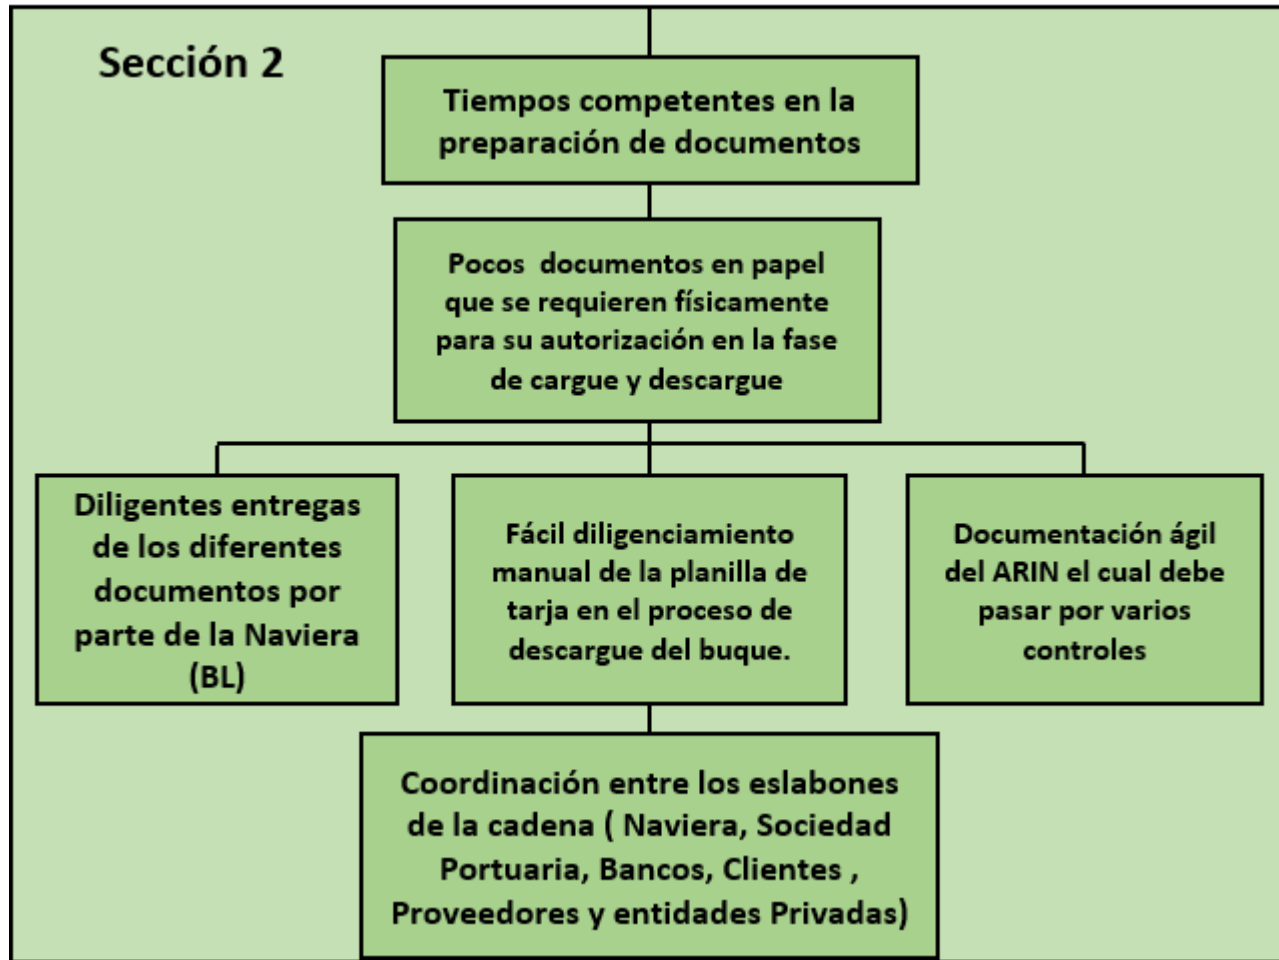 Sección 2
Tiempos competentes en la
preparación de documentos
Pocos  documentos en papel
que se requieren físicamente
para su autorización en la fase
de cargue y descargue
Diligentes entregas
de los diferentes
documentos por
parte de la Naviera
(BL)
Fácil diligenciamiento
manual de la planilla de
tarja en el proceso de
descargue del buque.
Documentación ágil
del ARIN el cual debe
pasar por varios
controles
Coordinación entre los eslabones
de la cadena ( Naviera, Sociedad
Portuaria, Bancos, Clientes ,
Proveedores y entidades Privadas)